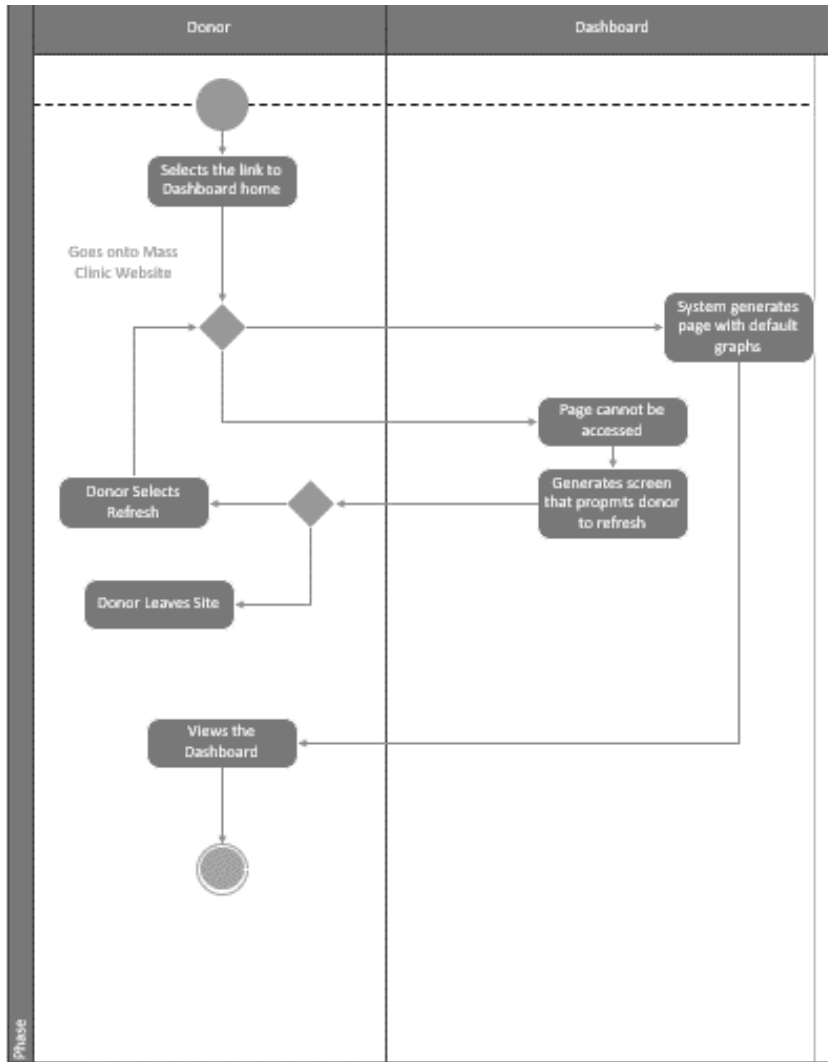 Donor
Dashboard
Selects the link to
Dashboard home
Goes onto Mass
Clinic Website
System generates
page with default
graphs
Page cannot be
accessed
Donor Selects
Refresh
Generates screen
that propmts donor
to refresh
Donor Leaves Site
Views the
Dashboard
Phase